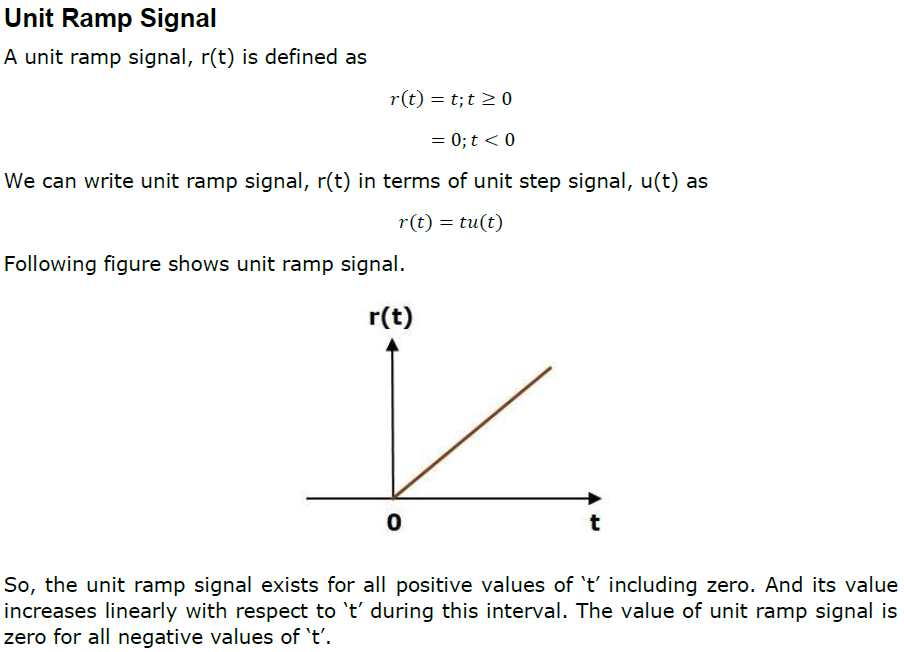 Unit Ramp Signal
A unit ramp signal, r(t) is defined as
r(t) = t; t ≥ 0
= 0; t < 0
We can write unit ramp signal, r(t) in terms of unit step signal, u(t) as
r(t) = tu(t)
Following figure shows unit ramp signal.
r(t)
0
t
So, the unit ramp signal exists for all positive values of ‘t’ including zero. And its value
increases linearly with respect to ‘t’ during this interval. The value of unit ramp signal is
zero for all negative values of ‘t’.